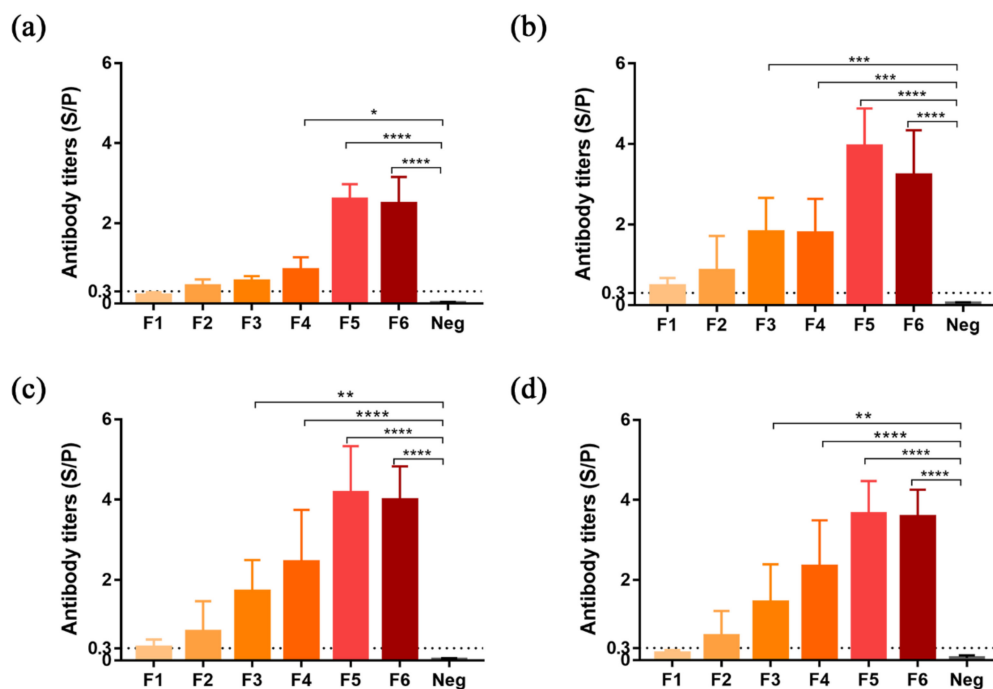 (a)
Antibody titers (S/P)
6
4
2
0.3
0
*
****
****
F1 F2 F3 F4 F5 F6 Neg
(b)
Antibody titers (S/P)
6
4
2
0.3
0
***
***
****
****
F1 F2 F3 F4 F5 F6 Neg
(c)
Antibody titers (S/P)
6
4
2
0.3
0
**
****
****
****
F1 F2 F3 F4 F5 F6 Neg
(d)
Antibody titers (S/P)
6
4
2
0.3
0
**
****
****
****
F1 F2 F3 F4 F5 F6 Neg